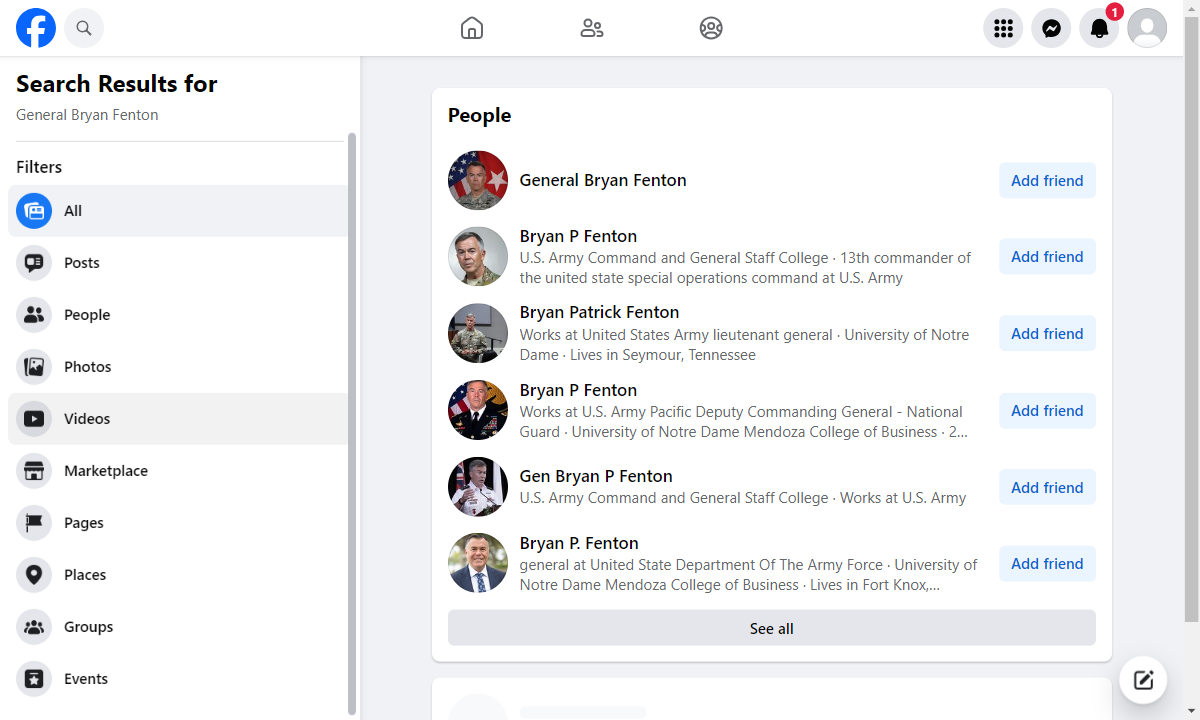 1
Search Results for
General Bryan Fenton
Filters
All
Posts
People
Photos
Videos
Marketplace
Pages
Places
Groups
Events
People
General Bryan Fenton
Add friend
Bryan P Fenton
U.S. Army Command and General Staff College · 13th commander of
the united state special operations command at U.S. Army
Add friend
Bryan Patrick Fenton
Works at United States Army lieutenant general · University of Notre
Dame · Lives in Seymour, Tennessee
Add friend
Bryan P Fenton
Works at U.S. Army Pacific Deputy Commanding General - National
Guard · University of Notre Dame Mendoza College of Business · 2...
Add friend
Gen Bryan P Fenton
U.S. Army Command and General Staff College · Works at U.S. Army
Add friend
Bryan P. Fenton
general at United State Department Of The Army Force · University of
Notre Dame Mendoza College of Business · Lives in Fort Knox,...
Add friend
See all